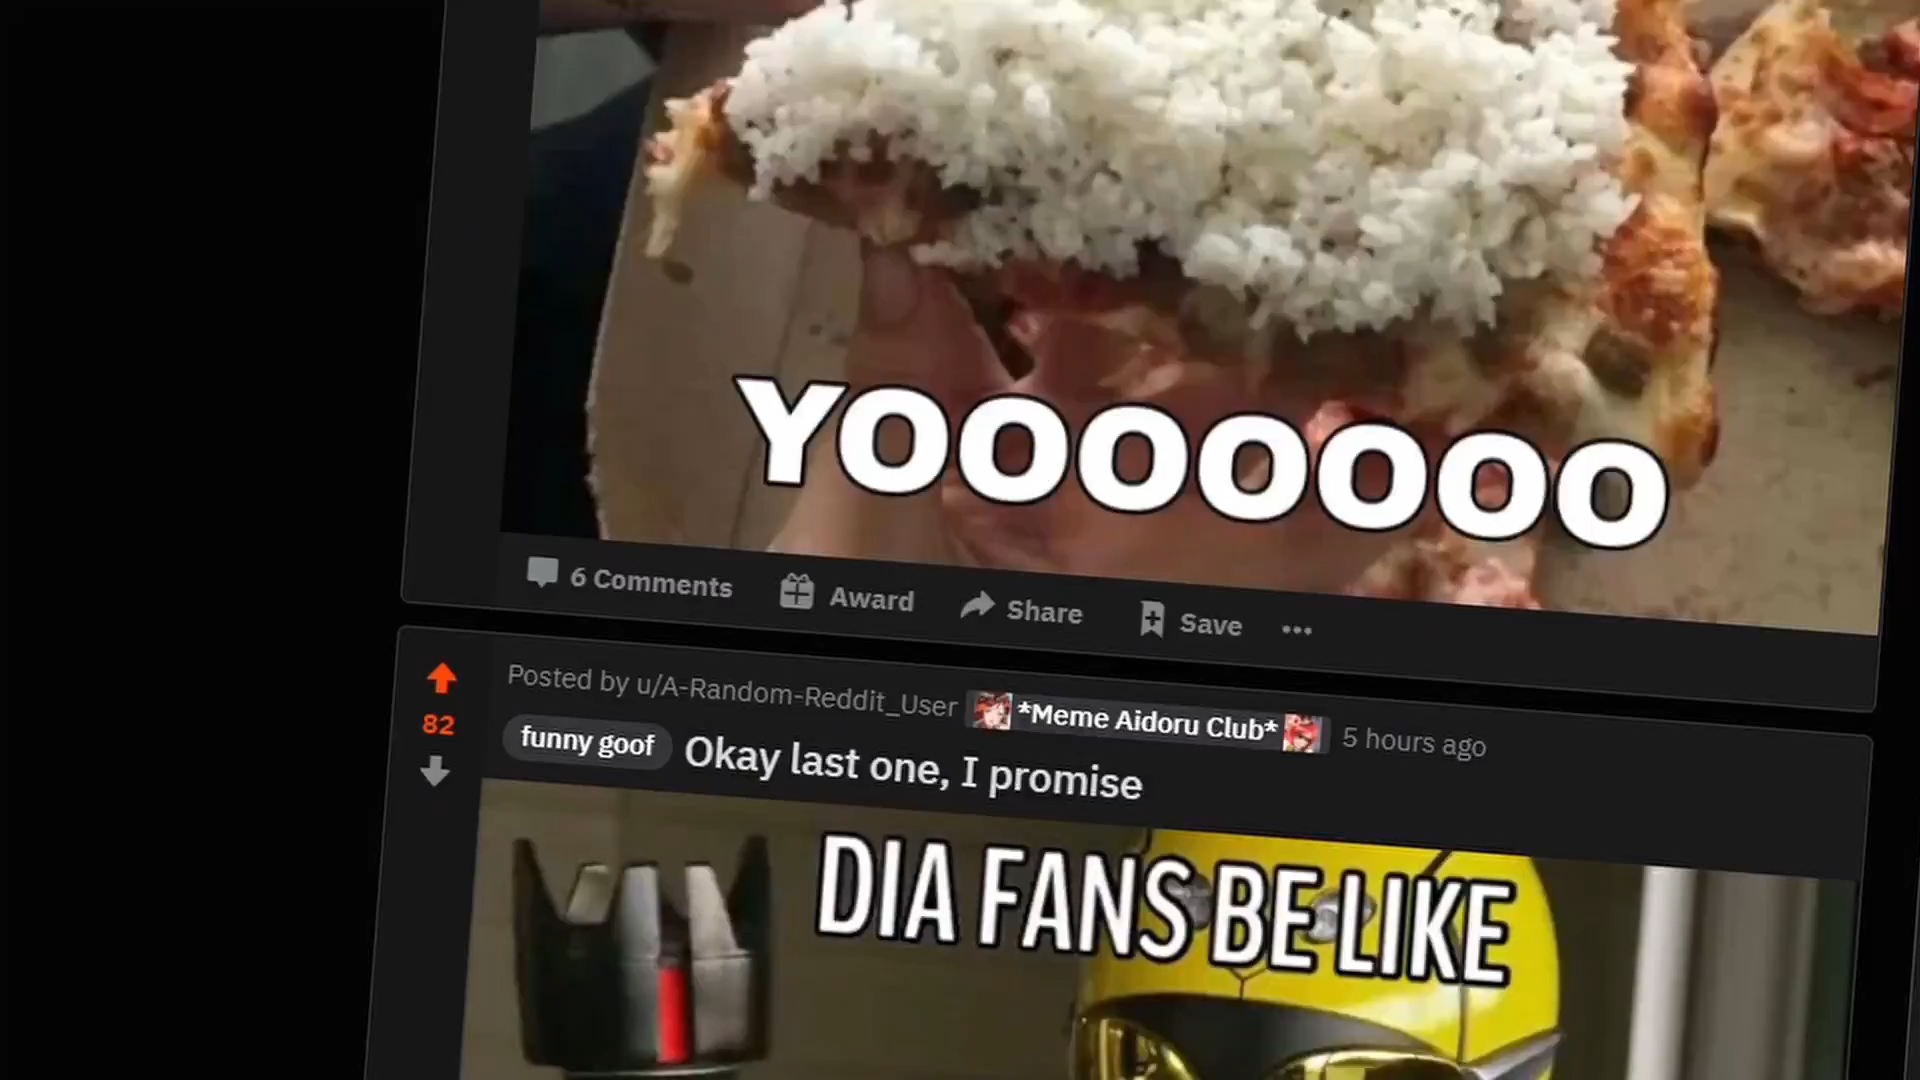 YOOOOOOO
6 Comments Award Share Save
Posted by u/A-Random-Reddit_User *Meme Aidoru Club* 5 hours ago
82
funny goof Okay last one, I promise
DIA FANS BE LIKE